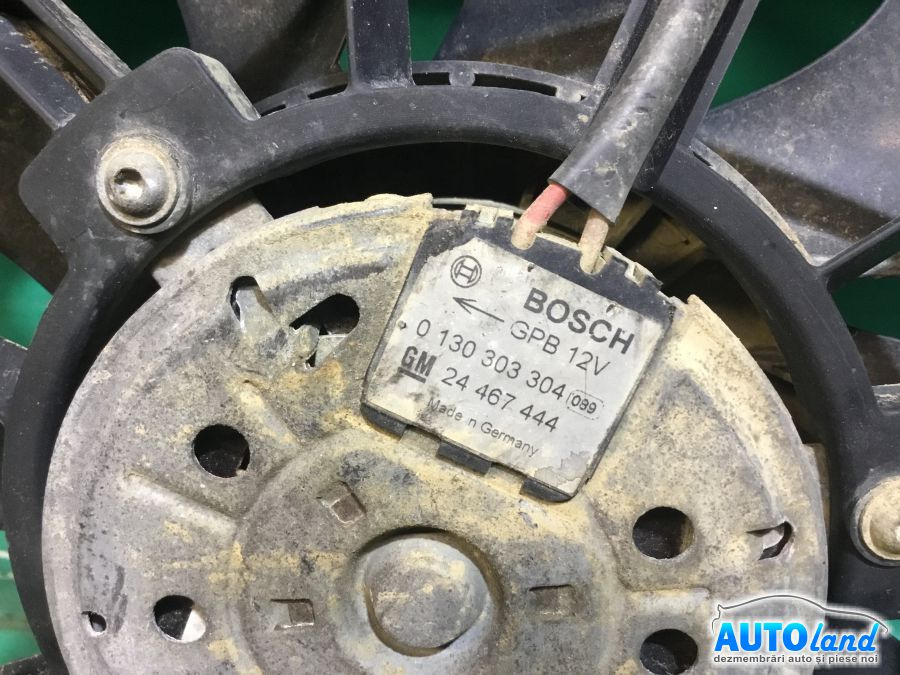 BOSCH
GPB 12V
0 130 303 304 099
GM 24 467 444
Made in Germany
AUTOland
dezmembrări auto și piese noi